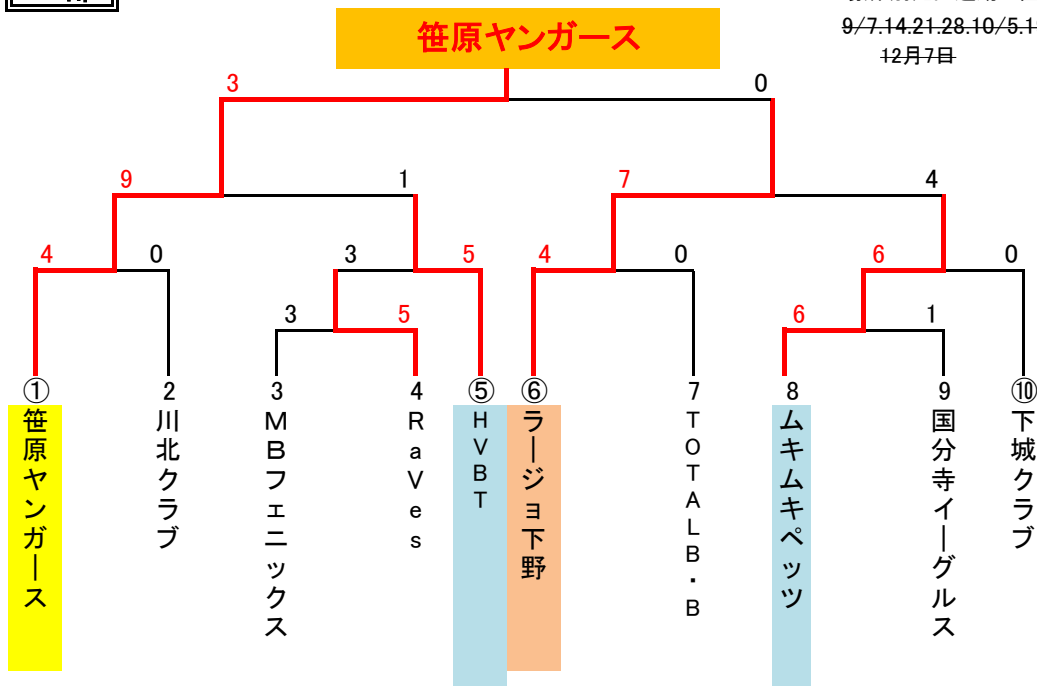 笹原ヤンガース
9/7.14.21.28.10/5.1
12月7日
3 0
9 1 7 4
4 0 3 5 4 0 6 0
3 5 6 1
① 2 3 4 ⑤ ⑥ 7 8 9 ⑩
笹原ヤンガース
川北クラブ
MBフェニックス
RaVes
HVBT
ラージョ下野
TOTALB・B
ムキムキペッツ
国分寺イーグルス
下城クラブ